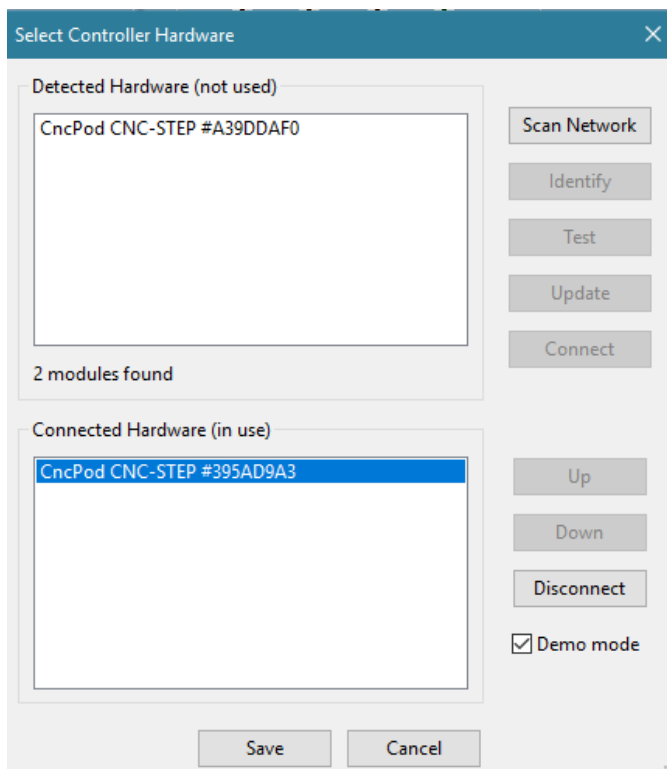 Select Controller Hardware
Detected Hardware (not used)
CncPod CNC-STEP #A39DDAF0
Scan Network
Identify
Test
Update
Connect
2 modules found
Connected Hardware (in use)
CncPod CNC-STEP #395AD9A3
Up
Down
Disconnect
Demo mode
Save
Cancel